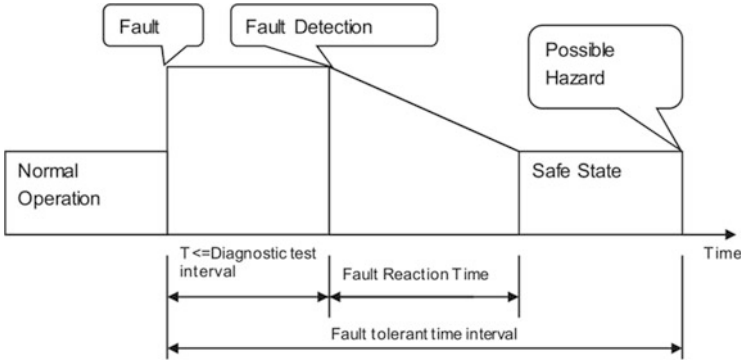 Fault
Fault Detection
Possible
Hazard
Normal
Operation
Safe State
Time
T<=Diagnostic test
interval
Fault Reaction Time
Fault tolerant time interval